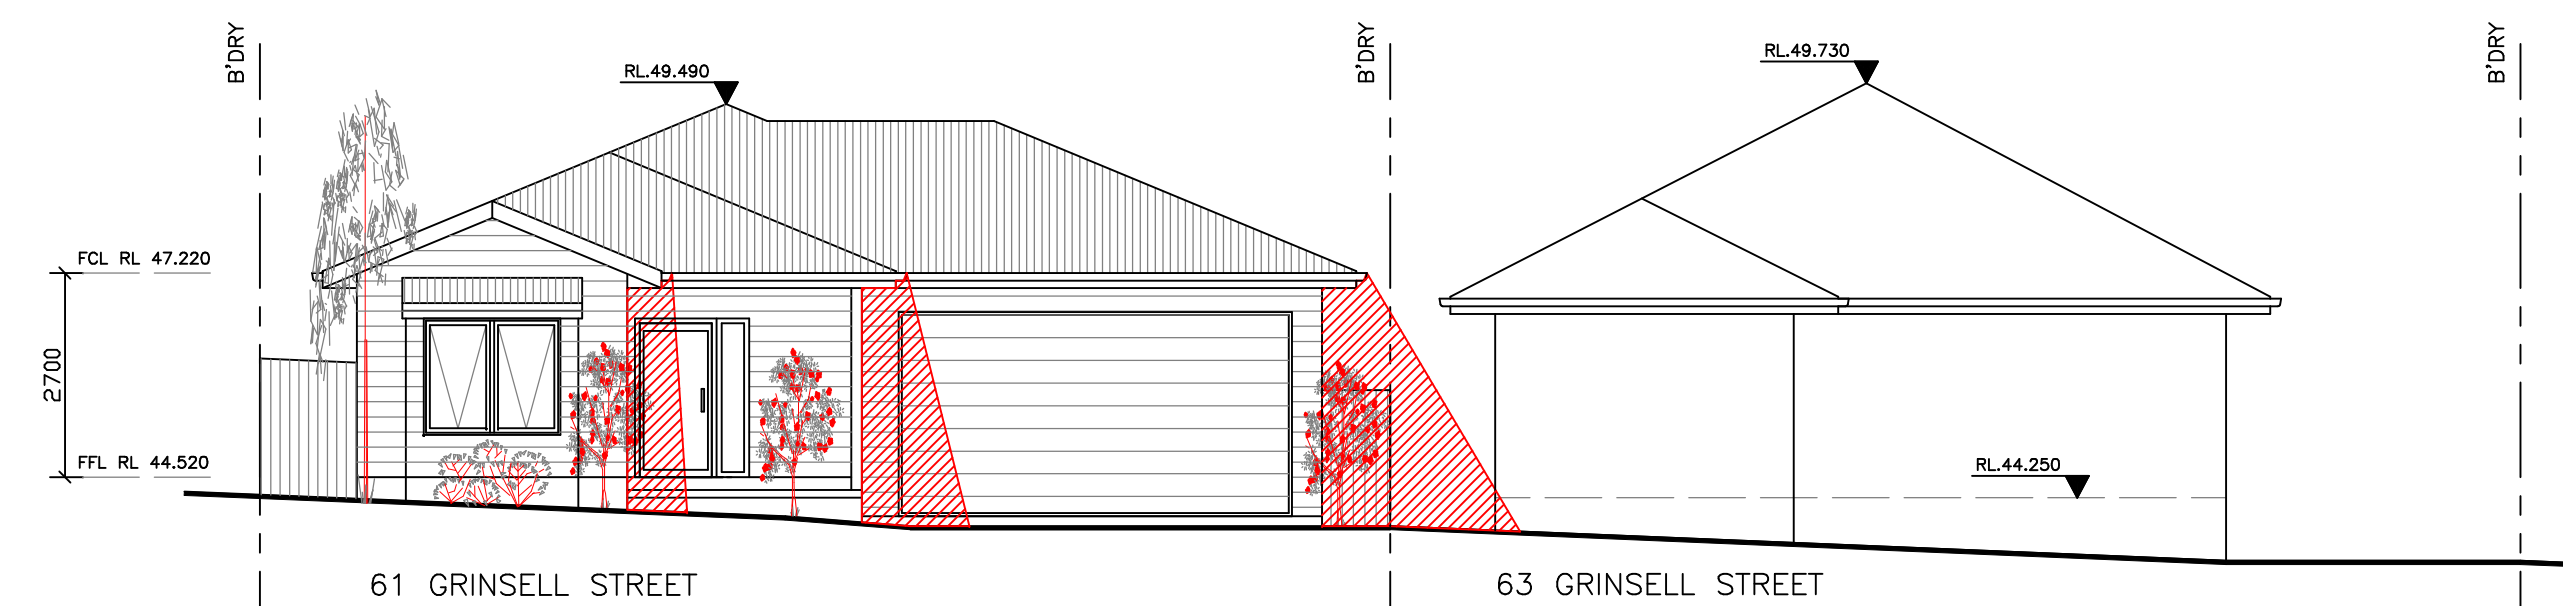 B'DRY
B'DRY
B'DRY
RL.49.730
RL.49.490
FCL RL 47.220
2700
FFL RL 44.520
RL.44.250
61 GRINSELL STREET
63 GRINSELL STREET